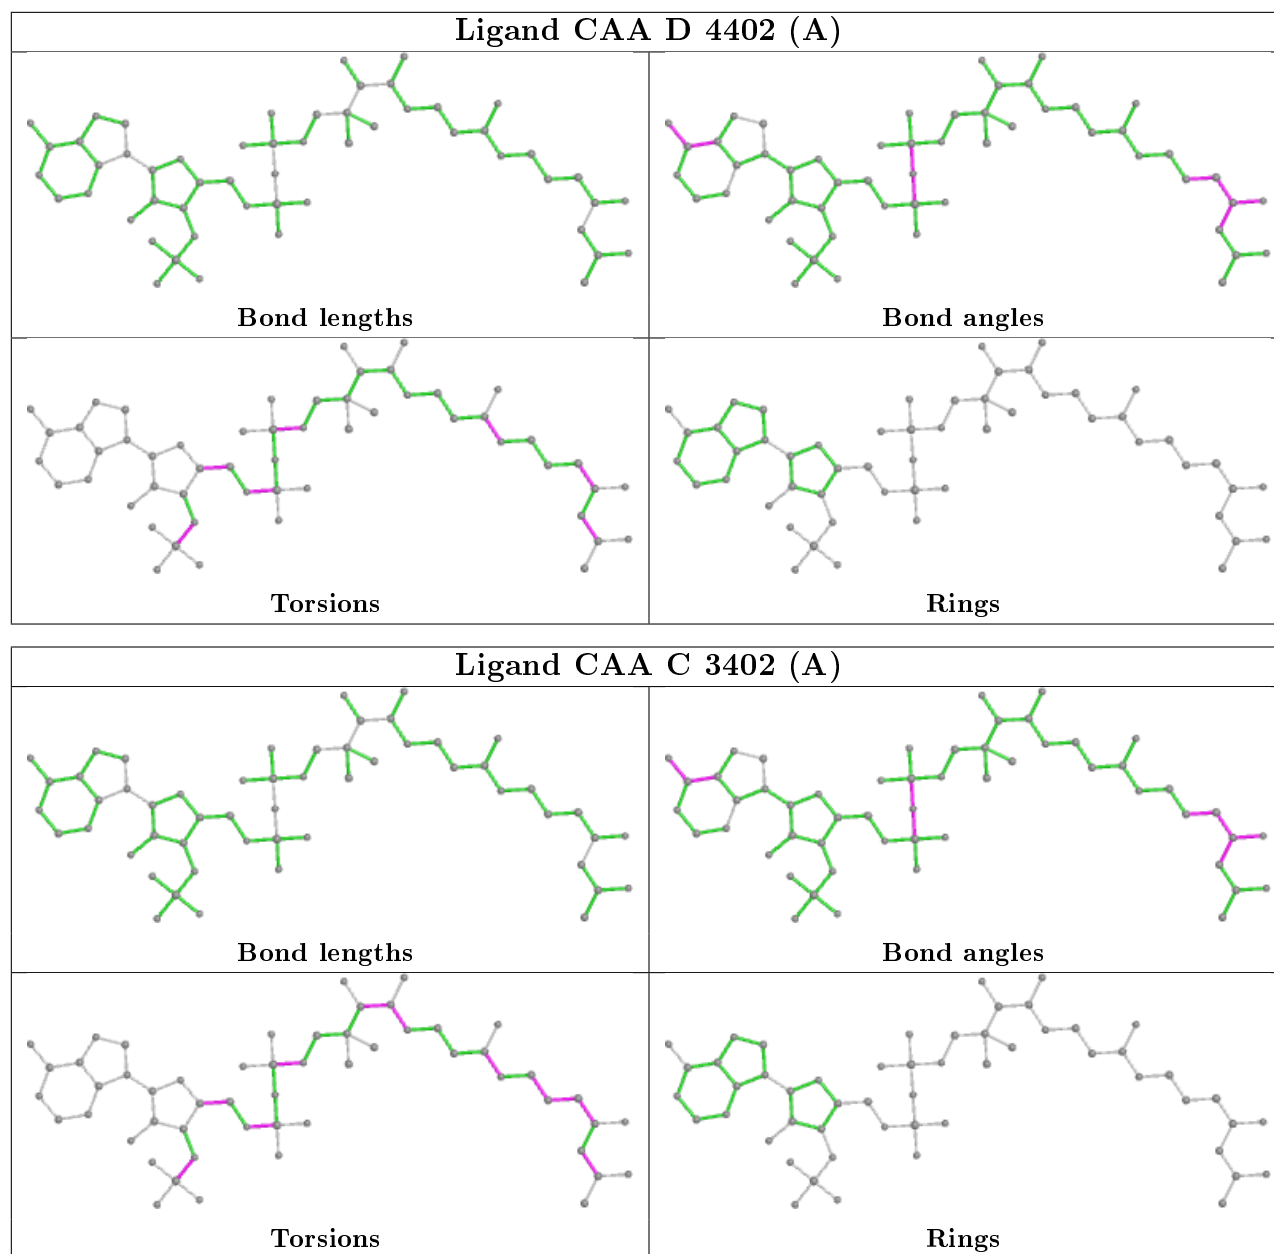 Ligand CAA D 4402 (A)
Bond lengths
Bond angles
Torsions
Rings
Ligand CAA C 3402 (A)
Bond lengths
Bond angles
Torsions
Rings